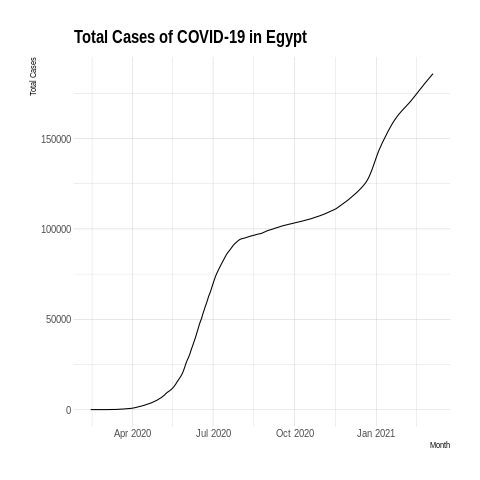 Total Cases of COVID-19 in Egypt
Total Cases
150000
100000
50000
0
Apr 2020 Jul 2020 Oct 2020 Jan 2021
Month